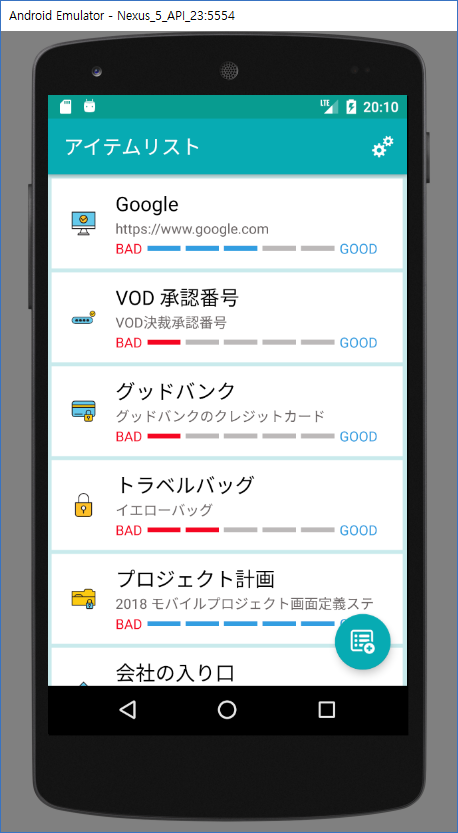 Android Emulator - Nexus_5_API_23:5554
LTE 20:10
アイテムリスト
Google
https://www.google.com
BAD GOOD
VOD 承認番号
VOD決裁承認番号
BAD GOOD
グッドバンク
グッドバンクのクレジットカード
BAD GOOD
トラベルバッグ
イエローバッグ
BAD GOOD
プロジェクト計画
2018 モバイルプロジェクト画面定義ステ
BAD
会社の入り口